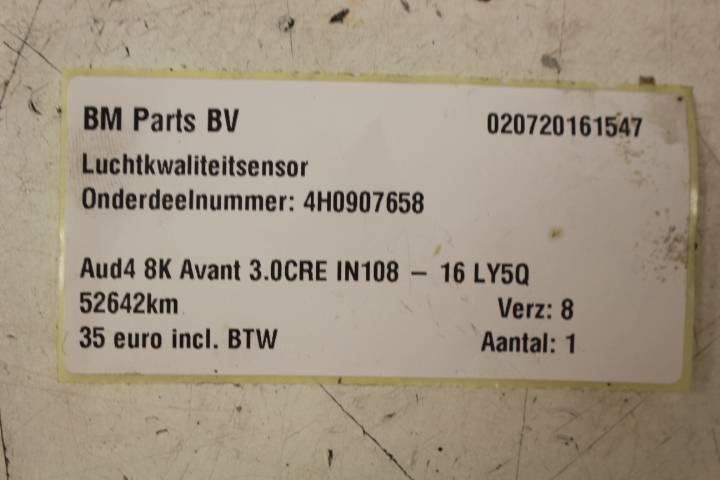 BM Parts BV 020720161547
Luchtkwaliteitsensor
Onderdeelnummer: 4H0907658
Aud4 8K Avant 3.0CRE IN108 – 16 LY5Q
52642km Verz: 8
35 euro incl. BTW Aantal: 1